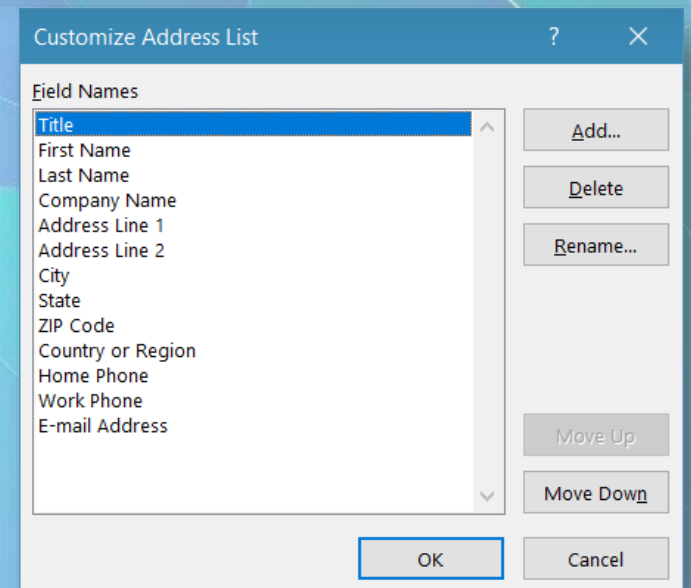 Customize Address List ? ×
Field Names
Title
First Name
Last Name
Company Name
Address Line 1
Address Line 2
City
State
ZIP Code
Country or Region
Home Phone
Work Phone
E-mail Address
Add...
Delete
Rename...
Move Up
Move Down
OK
Cancel